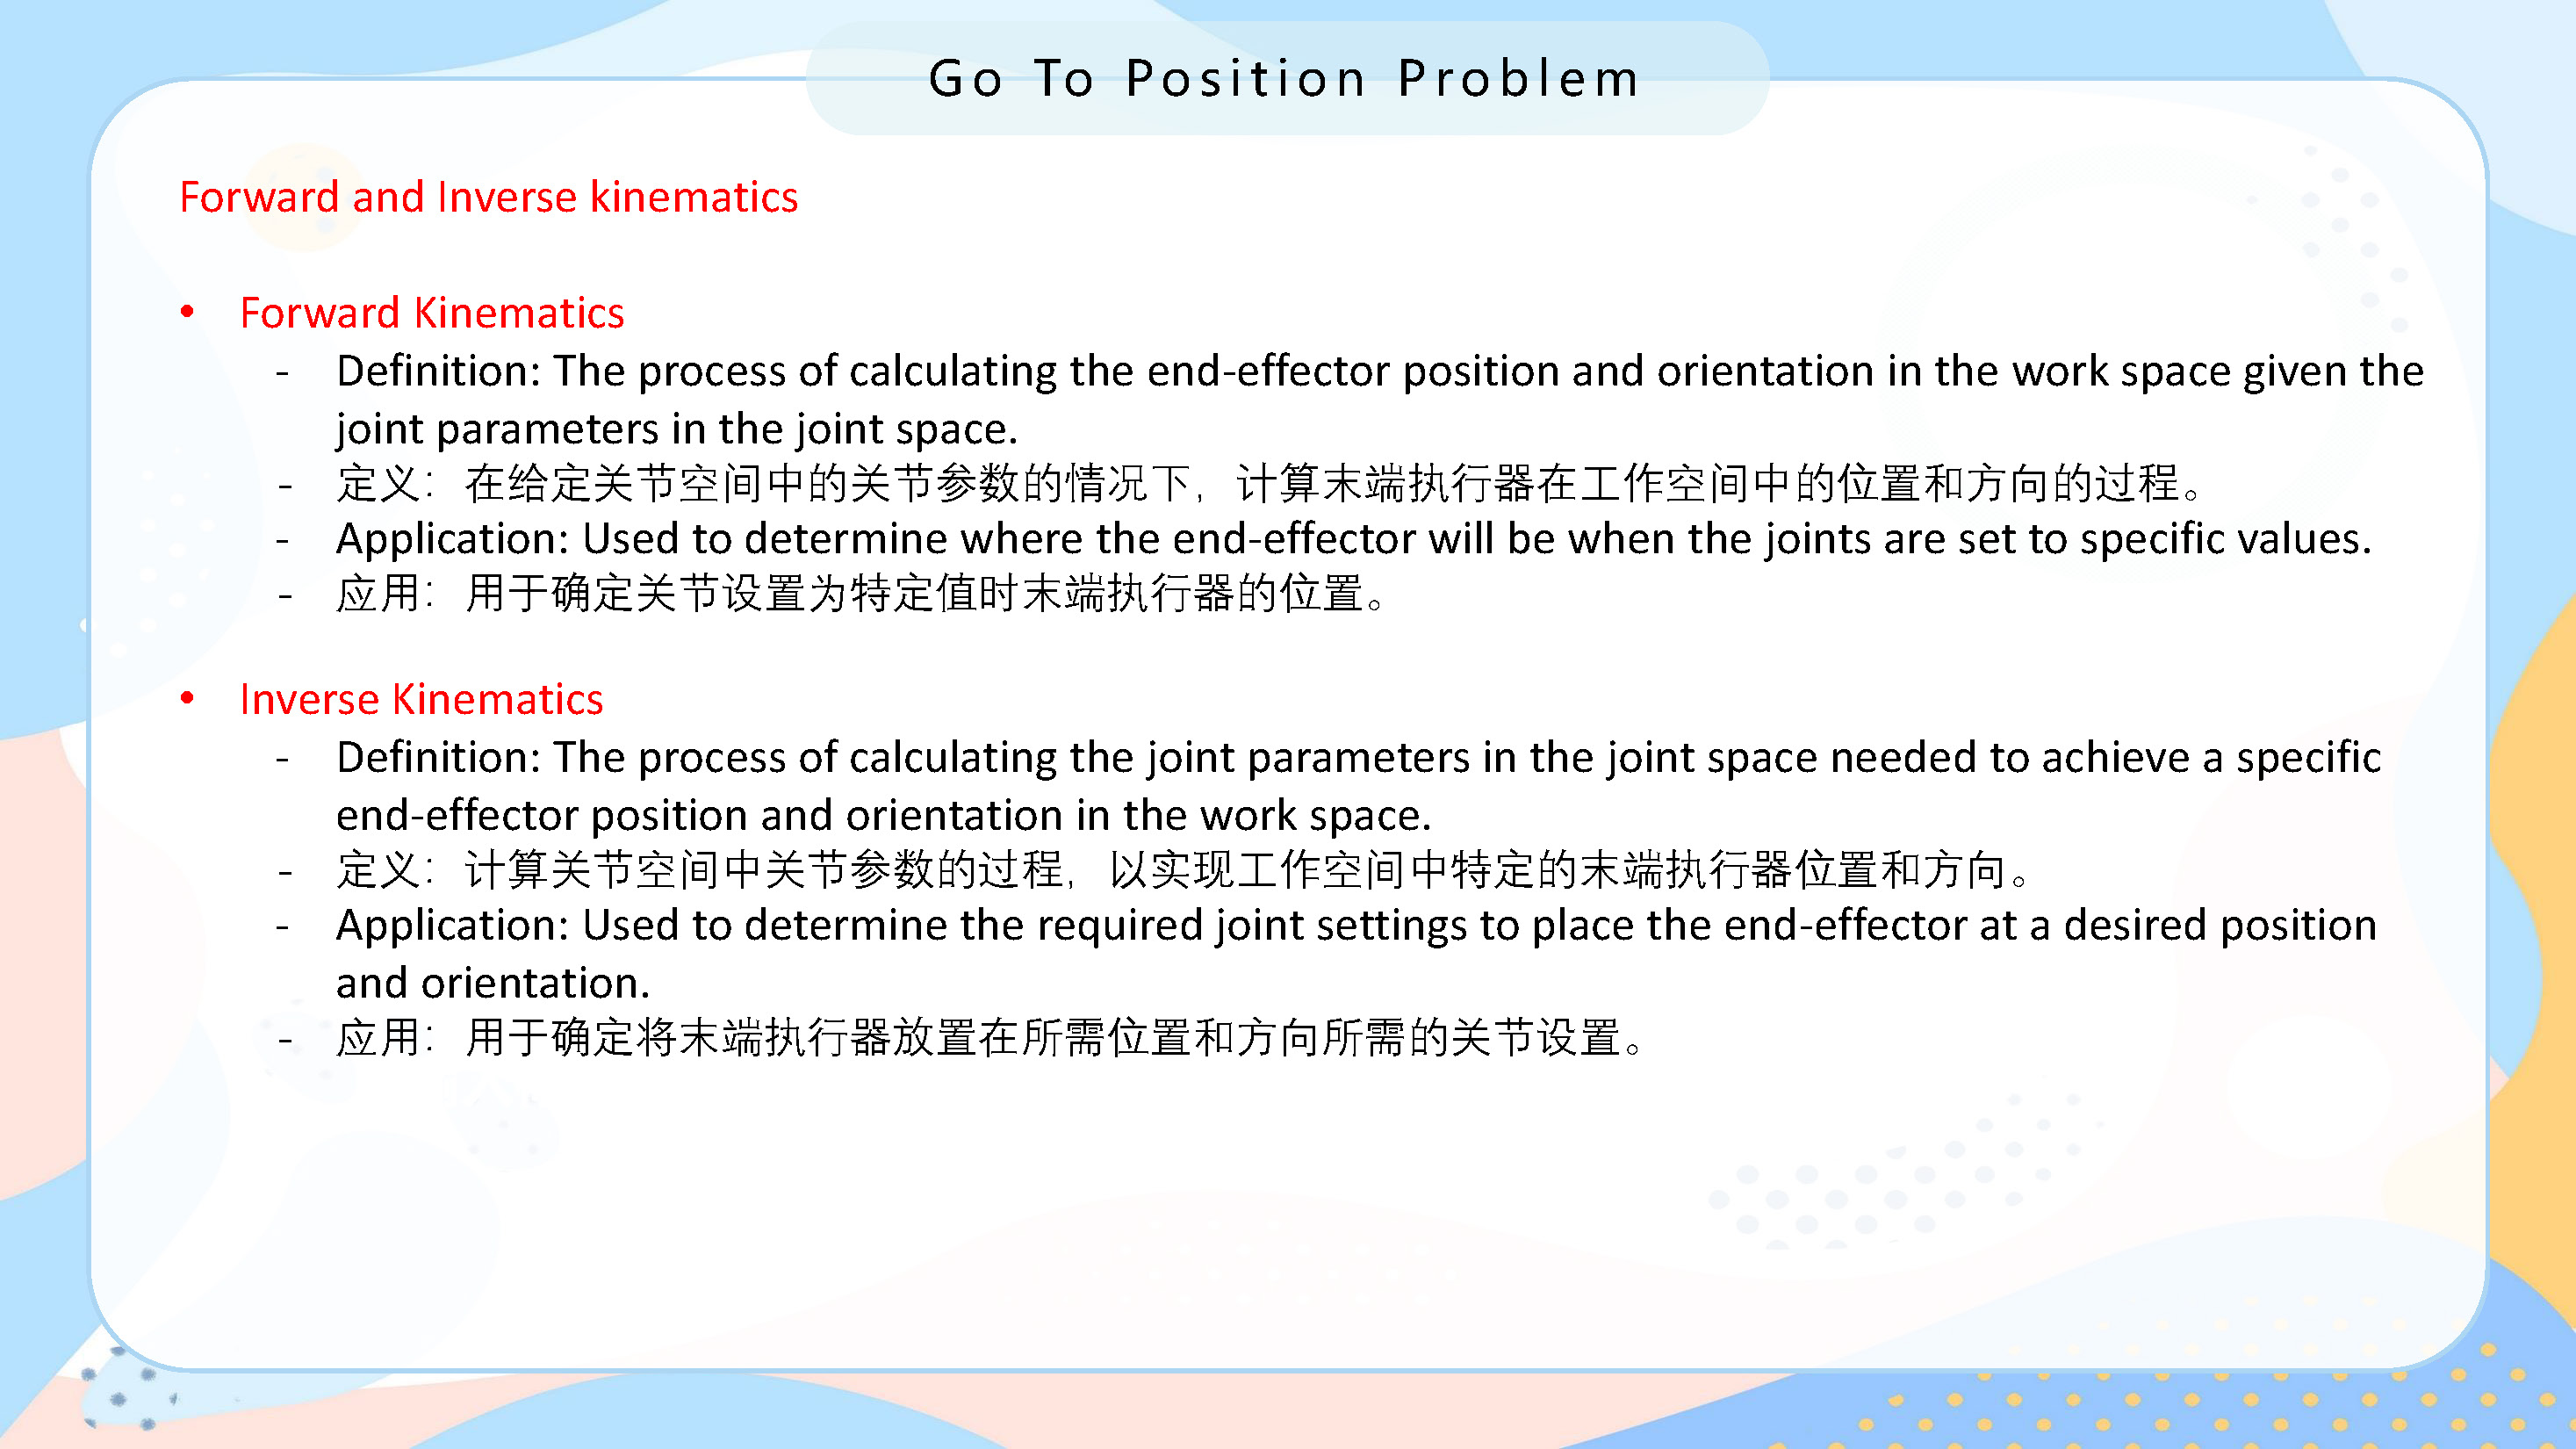 Go To Position Problem
Forward and Inverse kinematics
• Forward Kinematics
- Definition: The process of calculating the end-effector position and orientation in the work space given the
joint parameters in the joint space.
- 定义：在给定关节空间中的关节参数的情况下，计算末端执行器在工作空间中的位置和方向的过程。
- Application: Used to determine where the end-effector will be when the joints are set to specific values.
- 应用：用于确定关节设置为特定值时末端执行器的位置。
• Inverse Kinematics
- Definition: The process of calculating the joint parameters in the joint space needed to achieve a specific
end-effector position and orientation in the work space.
- 定义：计算关节空间中关节参数的过程，以实现工作空间中特定的末端执行器位置和方向。
- Application: Used to determine the required joint settings to place the end-effector at a desired position
and orientation.
- 应用：用于确定将末端执行器放置在所需位置和方向所需的关节设置。